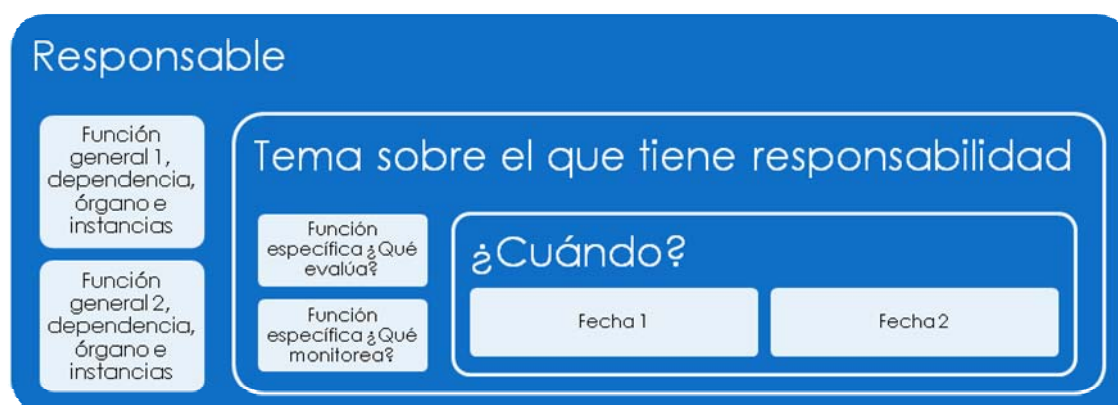 Responsable
Función
general 1,
dependencia,
órgano e
instancias
Función
general 2,
dependencia,
órgano e
instancias
Tema sobre el que tiene responsabilidad
Función
específica ¿Qué
evalúa?
Función
específica ¿Qué
monitorea?
¿Cuándo?
Fecha 1
Fecha 2